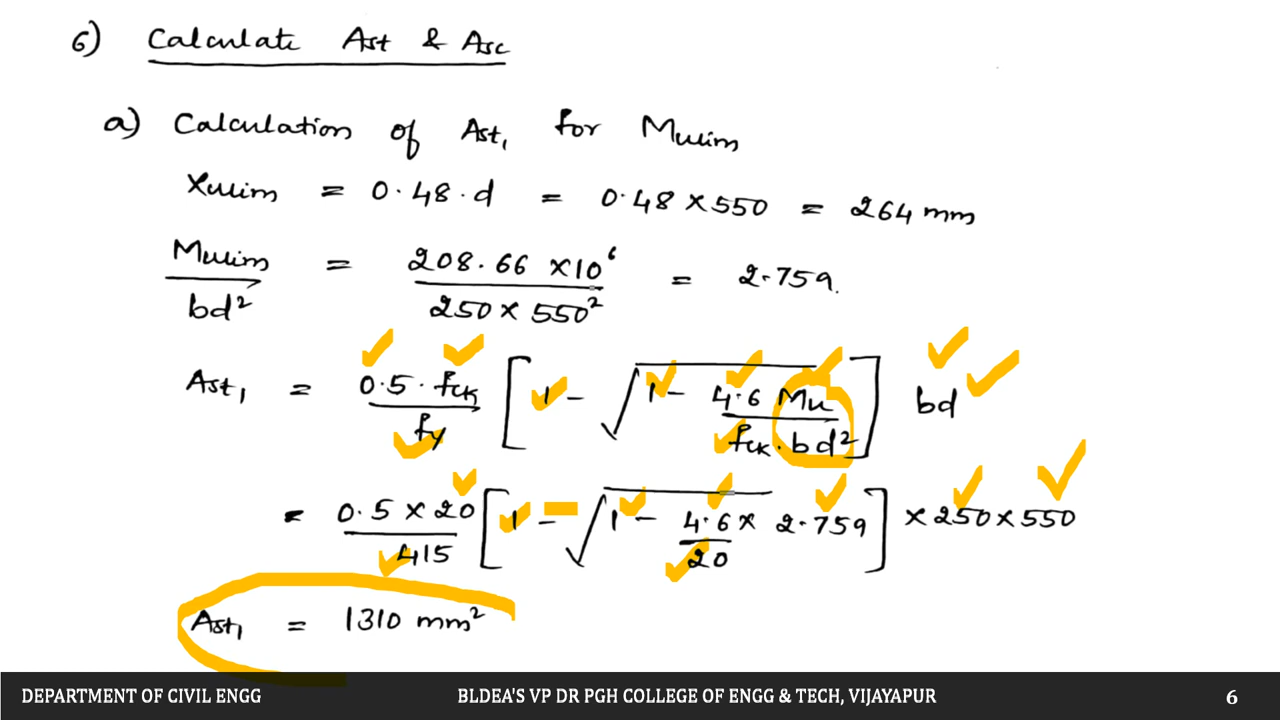 6) Calculate Ast & Asc
a) Calculation of Ast₁ for Mulim
Xulim = 0.48.d = 0.48 × 550 = 264 mm
Mulim / bd² = 208.66 × 10⁶ / 250 × 550² = 2.759.
Ast₁ = 0.5. fck / fy [1 - √1 - 4.6 Mu / fck. bd²] bd
= 0.5 × 20 / 415 [1 - √1 - 4.6 × 2.759 / 20] × 250 × 550
Ast₁ = 1310 mm²
DEPARTMENT OF CIVIL ENGG BLDEA'S VP DR PGH COLLEGE OF ENGG & TECH, VIJAYAPUR 6